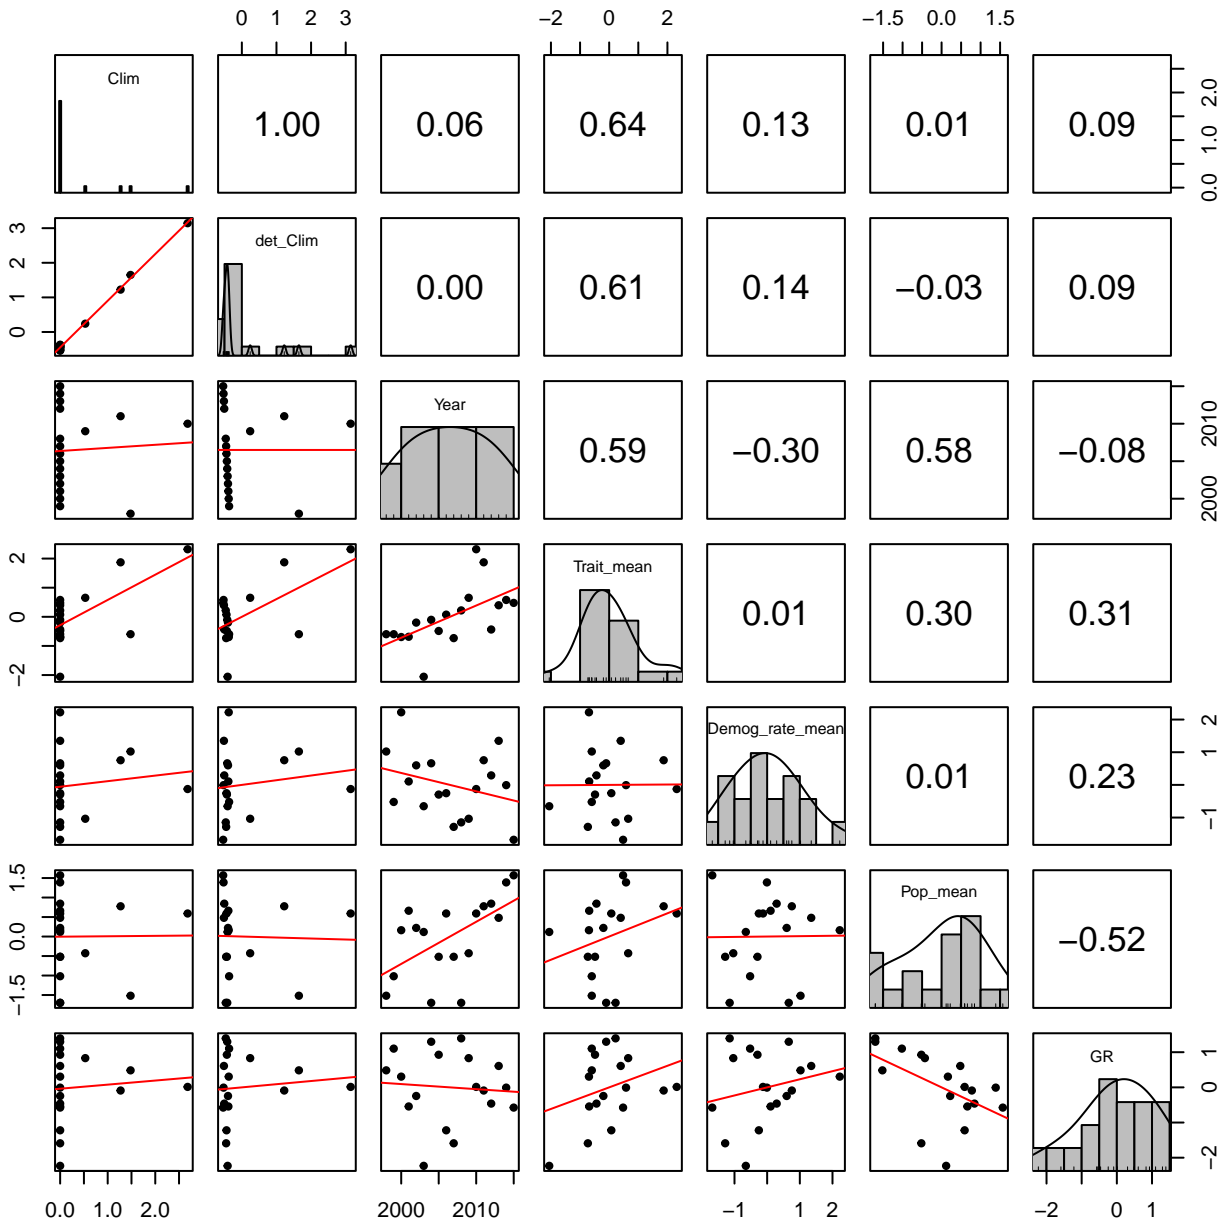 0 1 2 3 −2 0 2 −1.5 0.0 1.5
Clim 1.00 0.06 0.64 0.13 0.01 0.09 0.0 1.0 2.0
0 1 2 3 det_Clim 0.00 0.61 0.14 −0.03 0.09
Year 0.59 −0.30 0.58 −0.08 2000 2010
−2 0 2 Trait_mean 0.01 0.30 0.31
Demog_rate_mean 0.01 0.23 −1 1 2
−1.5 0.0 1.5 Pop_mean −0.52
GR −2 0 1
0.0 1.0 2.0 2000 2010 −1 0 1 2 −2 0 1